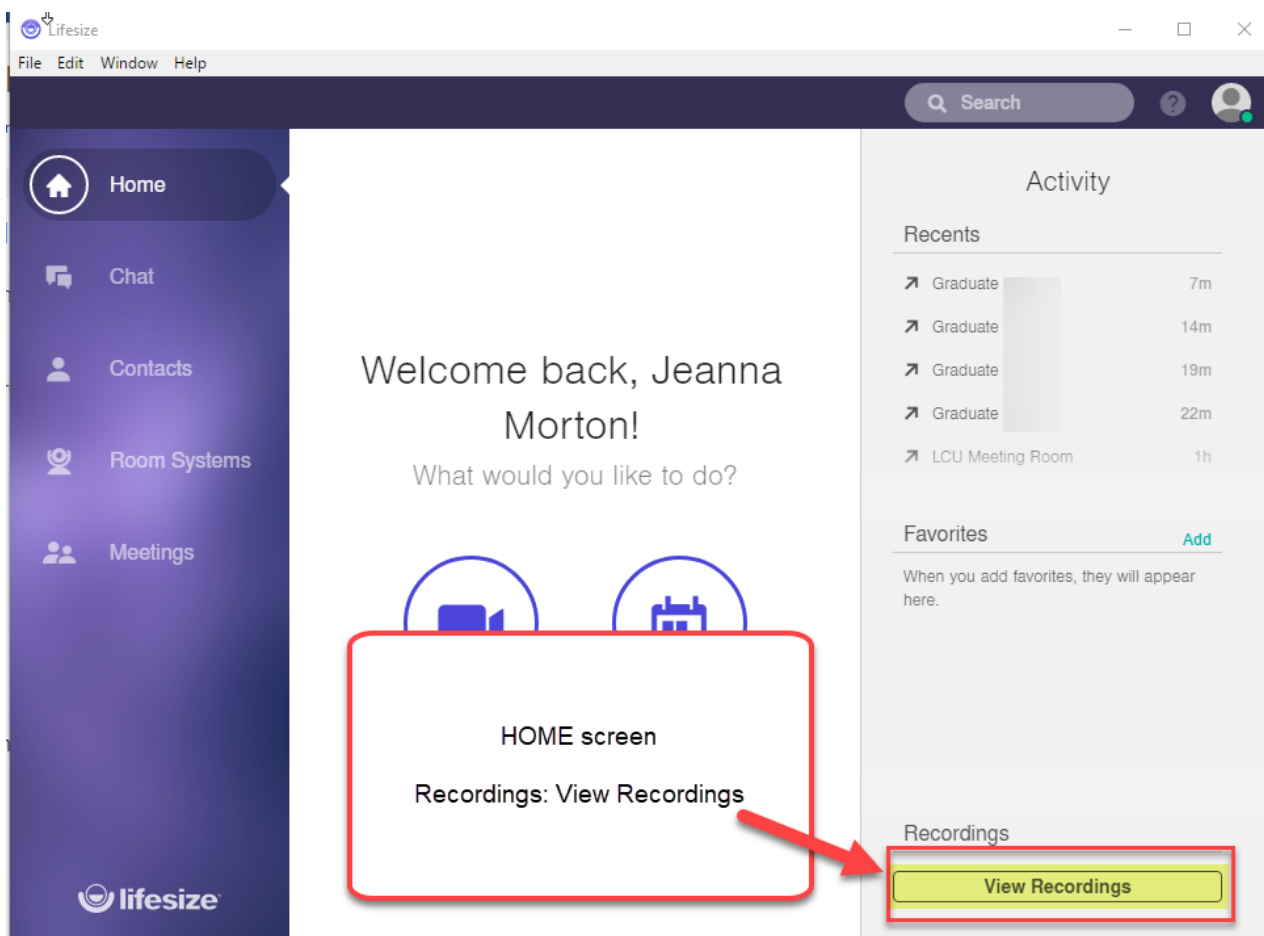 Lifesize
File Edit Window Help
Search
?
Home
Chat
Contacts
Room Systems
Meetings
lifesize
Welcome back, Jeanna
Morton!
What would you like to do?
HOME screen
Recordings: View Recordings
Activity
Recents
Graduate 7m
Graduate 14m
Graduate 19m
Graduate 22m
LCU Meeting Room 1h
Favorites Add
When you add favorites, they will appear
here.
Recordings
View Recordings